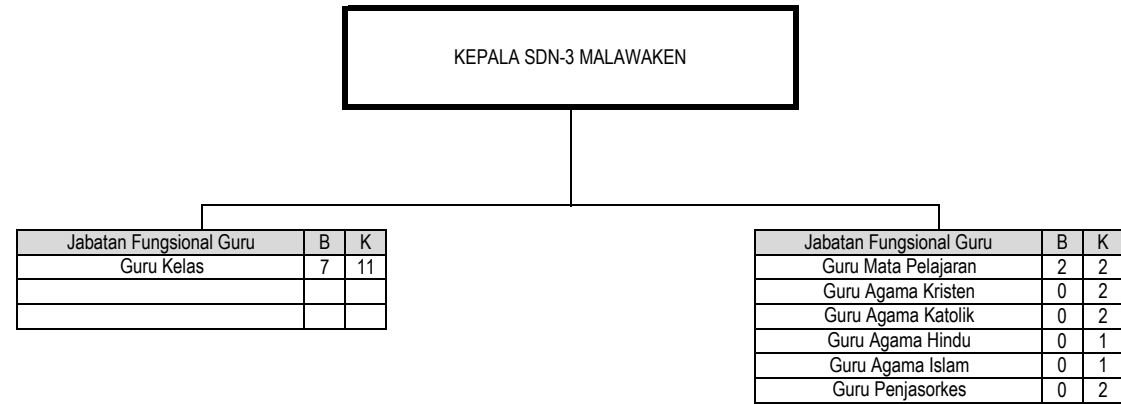 KEPALA SDN-3 MALAWAKEN
Jabatan Fungsional Guru B K
Guru Kelas 7 11
Jabatan Fungsional Guru B K
Guru Mata Pelajaran 2 2
Guru Agama Kristen 0 2
Guru Agama Katolik 0 2
Guru Agama Hindu 0 1
Guru Agama Islam 0 1
Guru Penjasorkes 0 2